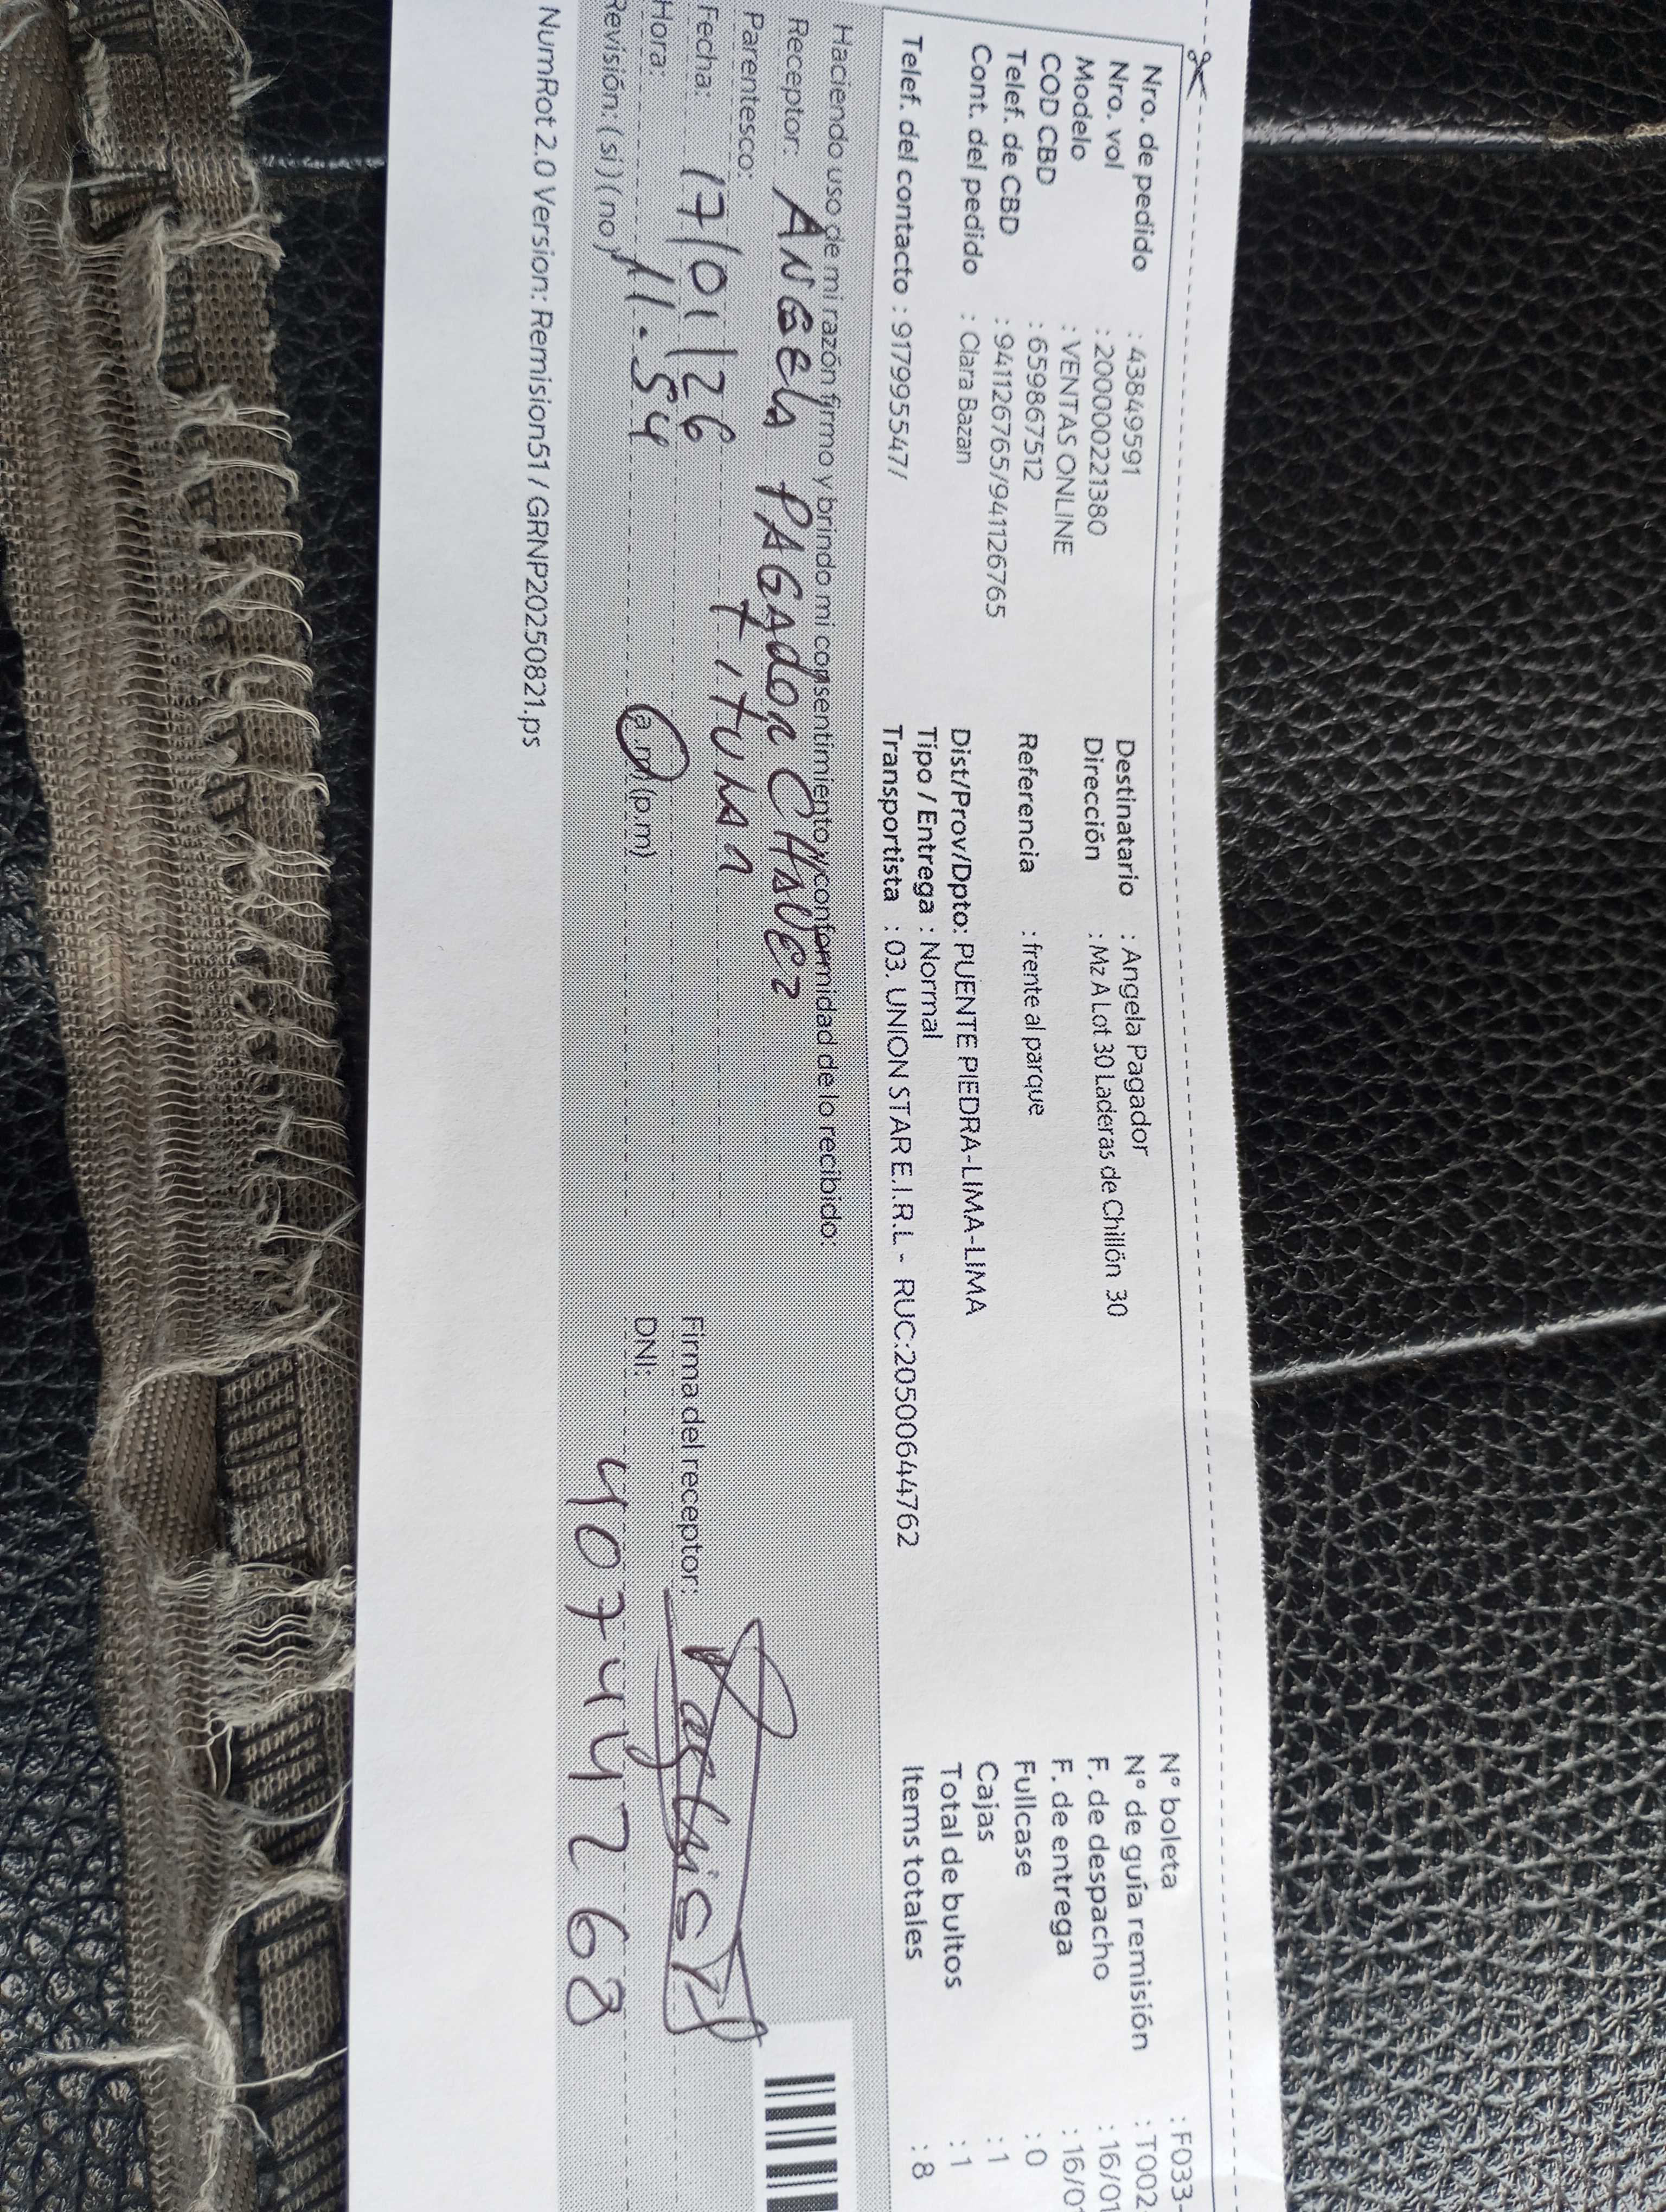 Nro. de pedido : 43849591
Nro. vol : 200000221380
Modelo : VENTAS ONLINE
COD CBD : 659867512
Telef. de CBD : 941126765/941126765
Cont. del pedido : Clara Bazan
Telef. del contacto : 917995547/
Destinatario : Angela Pagador
Dirección : Mz A Lot 30 Laderas de Chillón 30
Referencia : frente al parque
Dist/Prov/Dpto: PUENTE PIEDRA-LIMA-LIMA
Tipo / Entrega : Normal
Transportista : 03. UNION STAR E.I.R.L - RUC:20500644762
N° boleta : F033-
N° de guía remisión : T002
F. de despacho : 16/01
F. de entrega : 16/0
Fullcase : 0
Cajas : 1
Total de bultos : 1
Items totales : 8
Haciendo uso de mi razón firmo y brindo mi consentimiento y conformidad de lo recibido:
Receptor: ANGELA PAGADOR CHAVEZ
Parentesco: Titular
Fecha: 17/01/26
Hora: 11.54 (a.m) (p.m)
Revisión: (si) (no)
Firma del receptor:
DNI: 40744768
NumRot 2.0 Version: Remision51 / GRNP20250821.ps